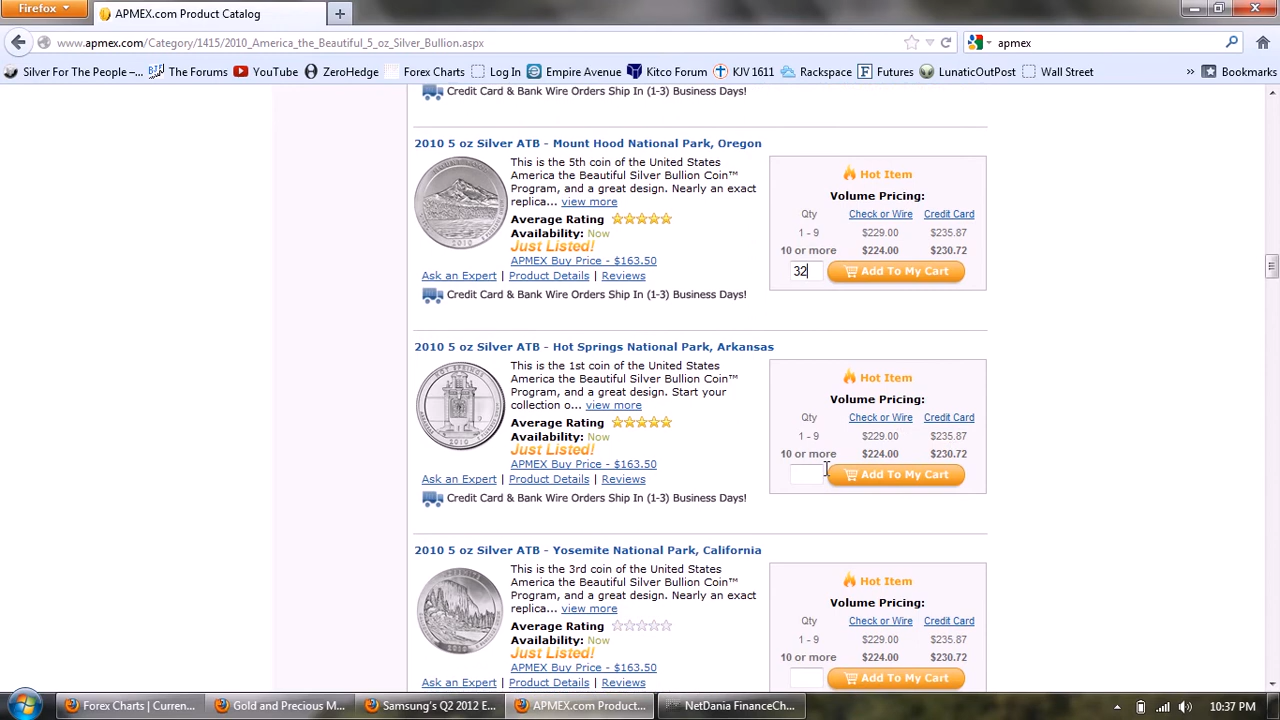 Firefox
APMEX.com Product Catalog
www.apmex.com/Category/1415/2010_America_the_Beautiful_5_oz_Silver_Bullion.aspx
apmex
Silver For The People –...
The Forums
YouTube
ZeroHedge
Forex Charts
Log In
Empire Avenue
Kitco Forum
KJV 1611
Rackspace
Futures
LunaticOutPost
Wall Street
»
Bookmarks
Credit Card & Bank Wire Orders Ship In (1-3) Business Days!
2010 5 oz Silver ATB - Mount Hood National Park, Oregon
This is the 5th coin of the United States
America the Beautiful Silver Bullion Coin™
Program, and a great design. Nearly an exact
replica... view more
Average Rating
Availability: Now
Just Listed!
APMEX Buy Price - $163.50
Ask an Expert | Product Details | Reviews
Credit Card & Bank Wire Orders Ship In (1-3) Business Days!
Hot Item
Volume Pricing:
Qty Check or Wire Credit Card
1 - 9 $229.00 $235.87
10 or more $224.00 $230.72
32 Add To My Cart
2010 5 oz Silver ATB - Hot Springs National Park, Arkansas
This is the 1st coin of the United States
America the Beautiful Silver Bullion Coin™
Program, and a great design. Start your
collection o... view more
Average Rating
Availability: Now
Just Listed!
APMEX Buy Price - $163.50
Ask an Expert | Product Details | Reviews
Credit Card & Bank Wire Orders Ship In (1-3) Business Days!
Hot Item
Volume Pricing:
Qty Check or Wire Credit Card
1 - 9 $229.00 $235.87
10 or more $224.00 $230.72
Add To My Cart
2010 5 oz Silver ATB - Yosemite National Park, California
This is the 3rd coin of the United States
America the Beautiful Silver Bullion Coin™
Program, and a great design. Nearly an exact
replica... view more
Average Rating
Availability: Now
Just Listed!
APMEX Buy Price - $163.50
Ask an Expert | Product Details | Reviews
Hot Item
Volume Pricing:
Qty Check or Wire Credit Card
1 - 9 $229.00 $235.87
10 or more $224.00 $230.72
Add To My Cart
Forex Charts | Curren...
Gold and Precious M...
Samsung's Q2 2012 E...
APMEX.com Product...
NetDania FinanceCh...
10:37 PM